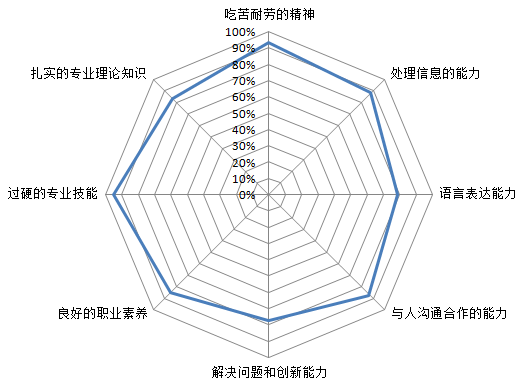 吃苦耐劳的精神
100%
90%
80%
70%
60%
50%
40%
30%
20%
10%
0%
处理信息的能力
语言表达能力
与人沟通合作的能力
解决问题和创新能力
良好的职业素养
过硬的专业技能
扎实的专业理论知识